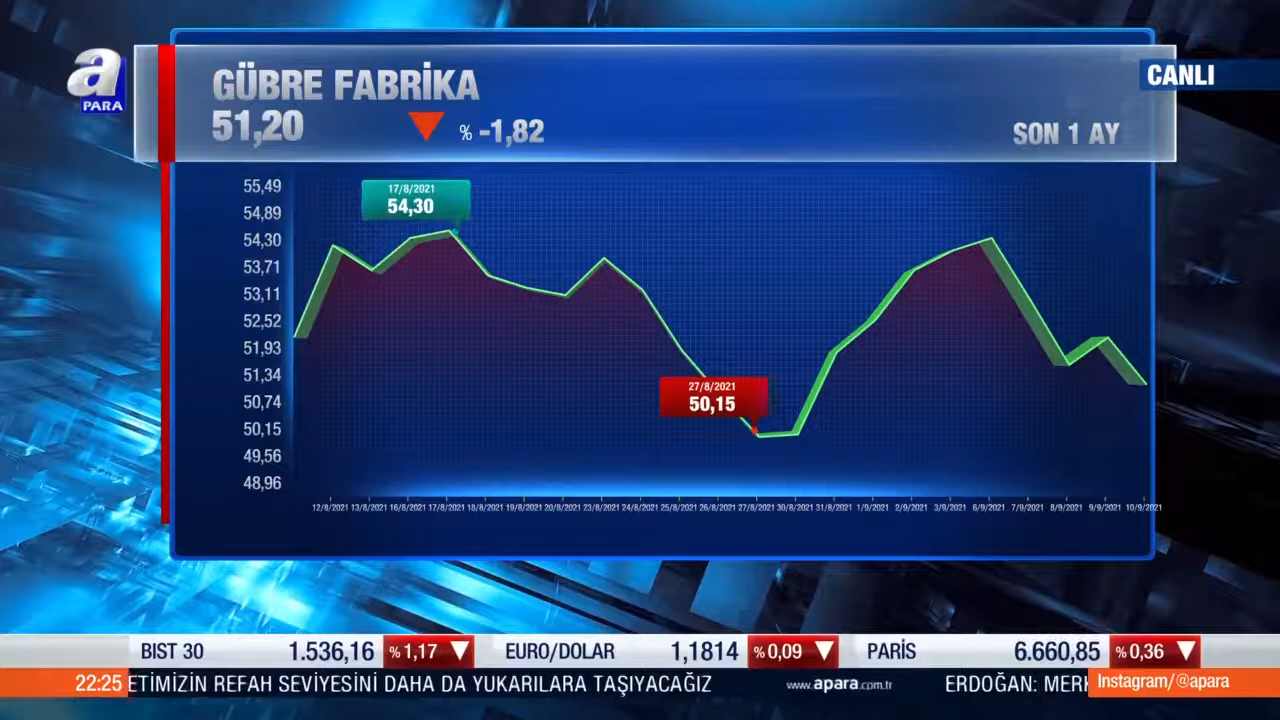 a
PARA
GÜBRE FABRİKA
CANLI
51,20 % -1,82
SON 1 AY
55,49
54,89
54,30
53,71
53,11
52,52
51,93
51,34
50,74
50,15
49,56
48,96
17/8/2021
54,30
27/8/2021
50,15
12/8/2021 13/8/2021 16/8/2021 17/8/2021 18/8/2021 19/8/2021 20/8/2021 23/8/2021 24/8/2021 25/8/2021 26/8/2021 27/8/2021 30/8/2021 31/8/2021 1/9/2021 2/9/2021 3/9/2021 6/9/2021 7/9/2021 8/9/2021 9/9/2021 10/9/2021
BIST 30 1.536,16 %1,17 EURO/DOLAR 1,1814 %0,09 PARİS 6.660,85 %0,36
22:25 ETİMİZİN REFAH SEVİYESİNİ DAHA DA YUKARILARA TAŞIYACAĞIZ www.apara.com.tr ERDOĞAN: MERK Instagram/@apara